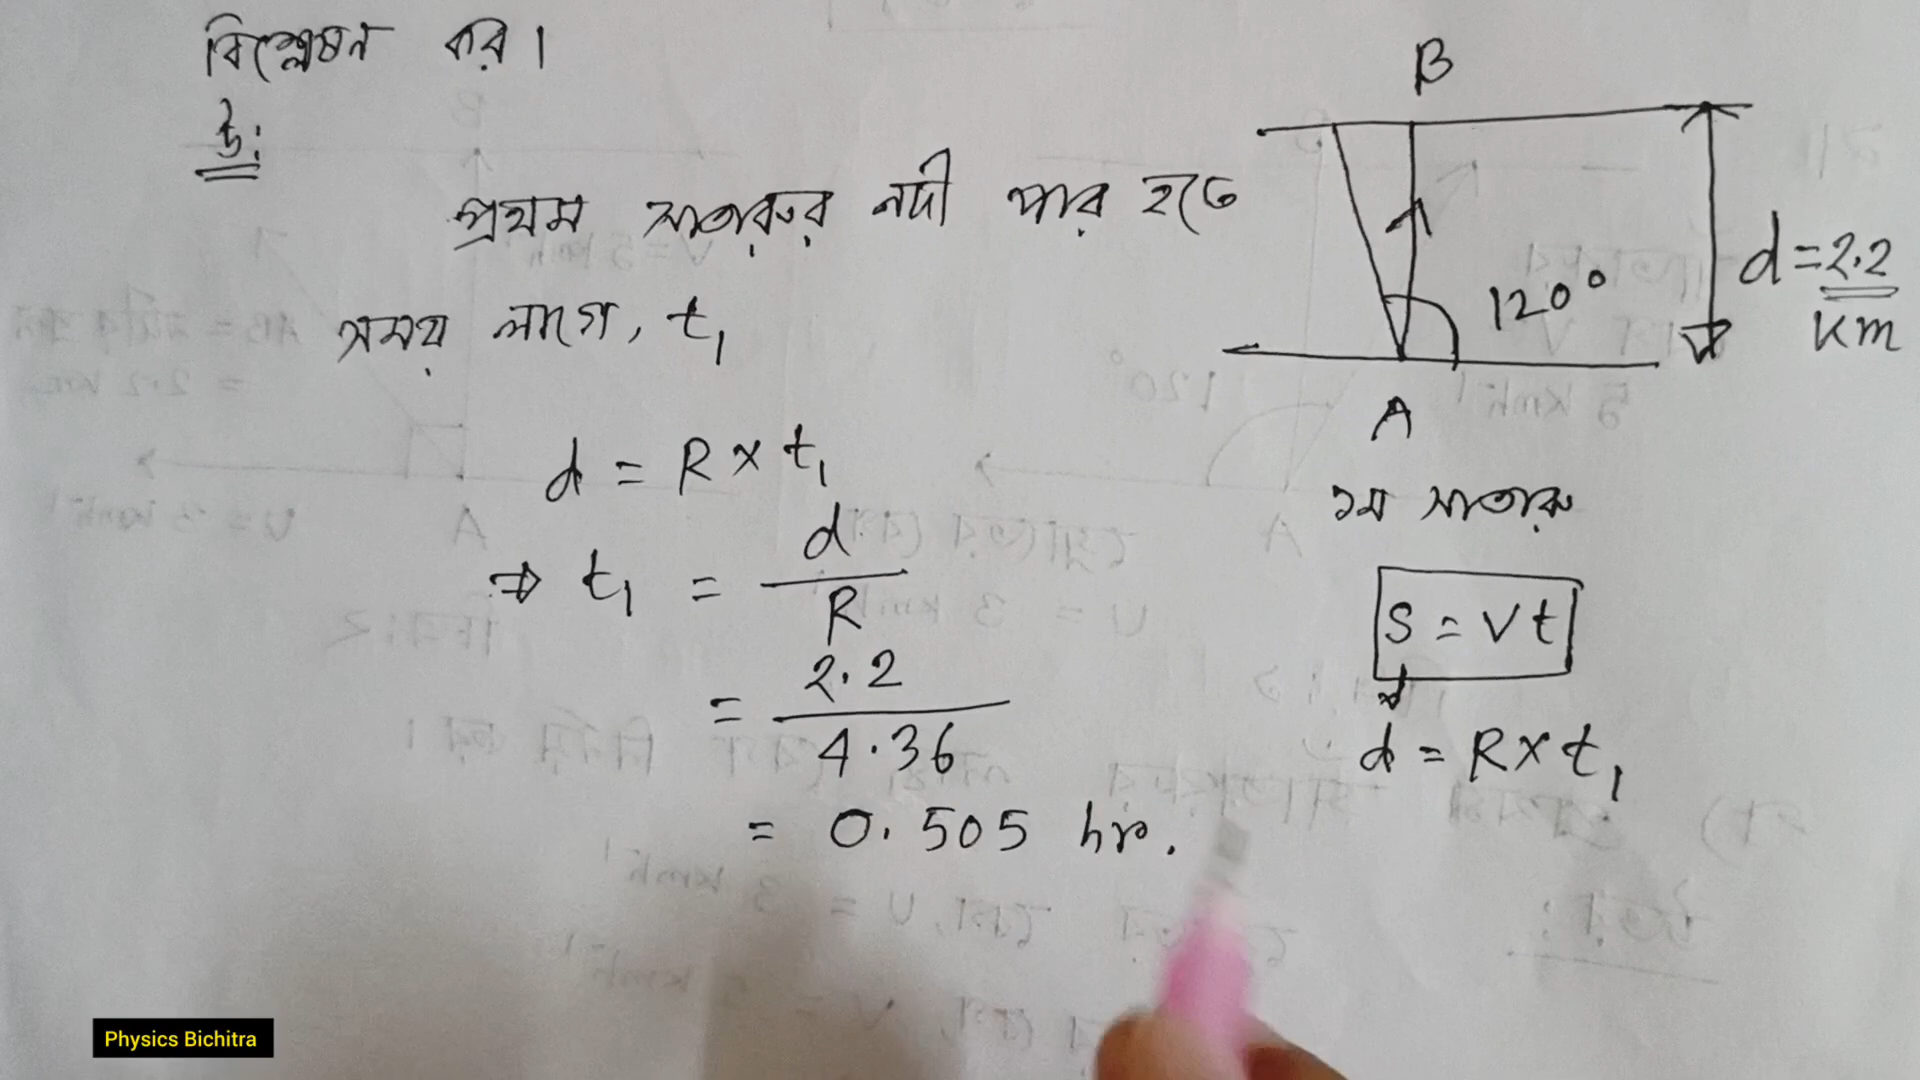 বিশ্লেষন কর।
উ:
প্রথম সাতারুর নদী পার হতে
সময় লাগে, t₁
d = R × t₁
⇒ t₁ = d/R
= 2.2/4.36
= 0.505 hr.
B
120°
d = 2.2
km
A
১ম সাতারু
S = Vt
d = R × t₁
Physics Bichitra